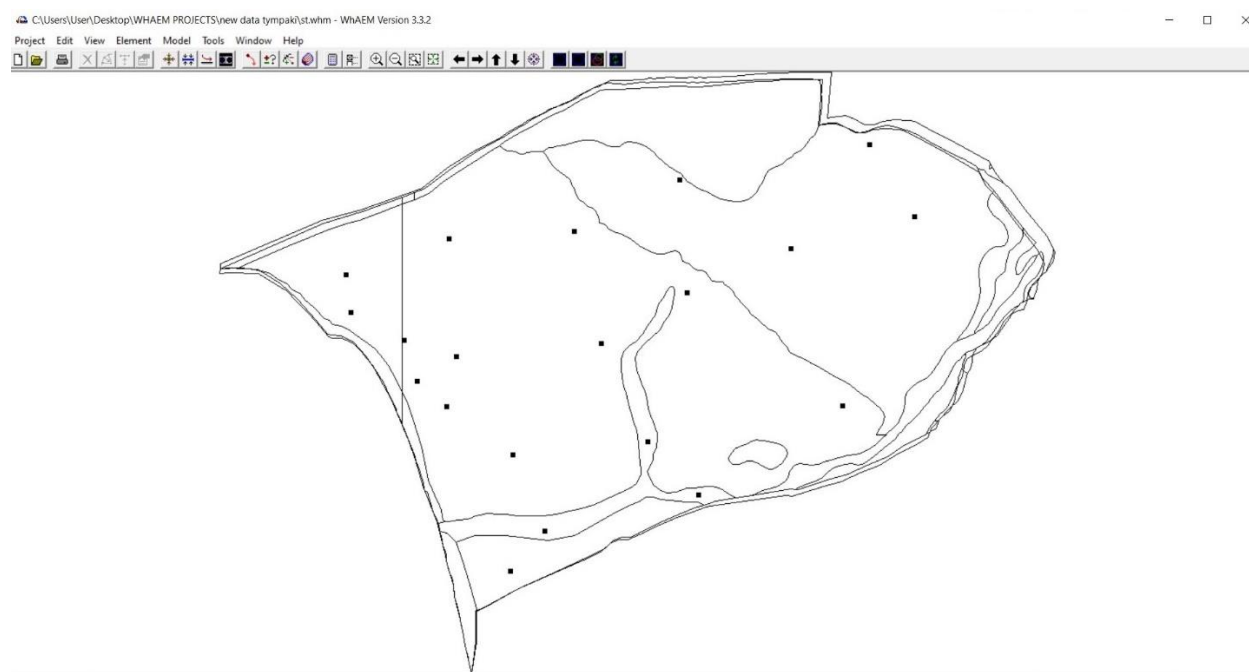 C:\Users\User\Desktop\WHAEM PROJECTS\new data tympaki\st.whm - WhAEM Version 3.3.2
Project Edit View Element Model Tools Window Help